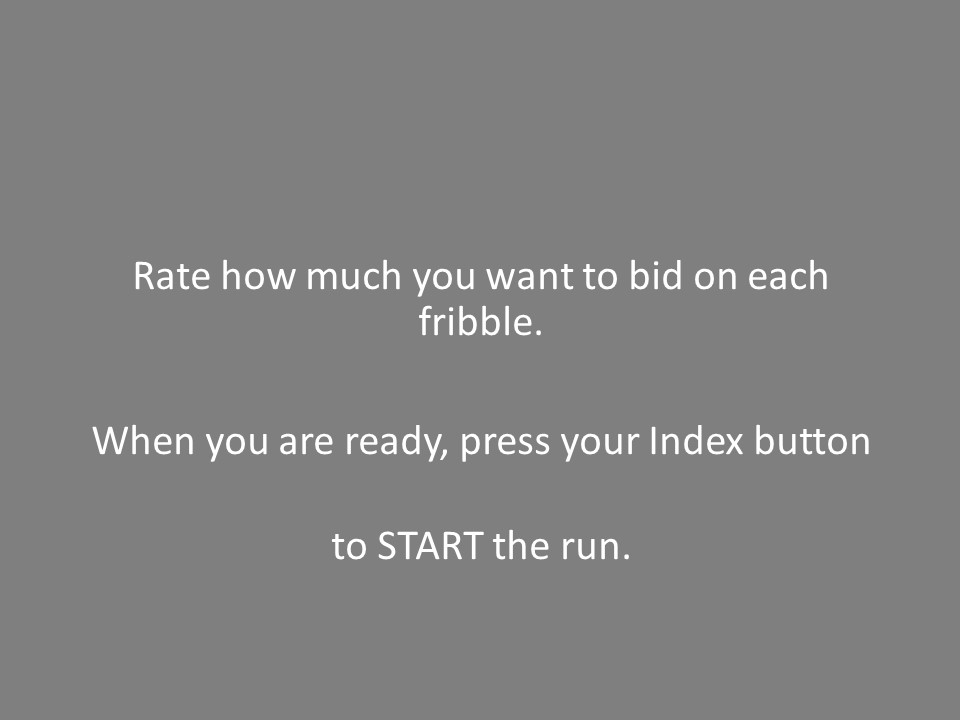 Rate how much you want to bid on each
fribble.
When you are ready, press your Index button
to START the run.